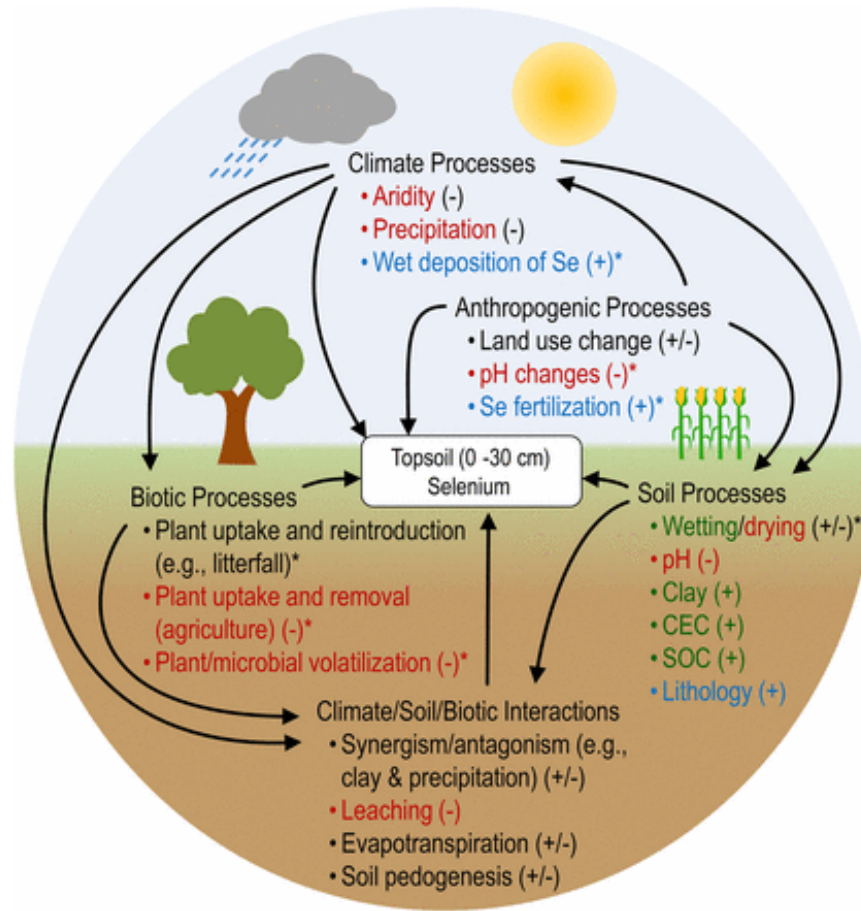 Climate Processes
• Aridity (-)
• Precipitation (-)
• Wet deposition of Se (+)*
Anthropogenic Processes
• Land use change (+/-)
• pH changes (-)*
• Se fertilization (+)*
Topsoil (0 -30 cm)
Selenium
Biotic Processes
• Plant uptake and reintroduction
(e.g., litterfall)*
• Plant uptake and removal
(agriculture) (-)*
• Plant/microbial volatilization (-)*
Soil Processes
• Wetting/drying (+/-)*
• pH (-)
• Clay (+)
• CEC (+)
• SOC (+)
• Lithology (+)
Climate/Soil/Biotic Interactions
• Synergism/antagonism (e.g.,
clay & precipitation) (+/-)
• Leaching (-)
• Evapotranspiration (+/-)
• Soil pedogenesis (+/-)